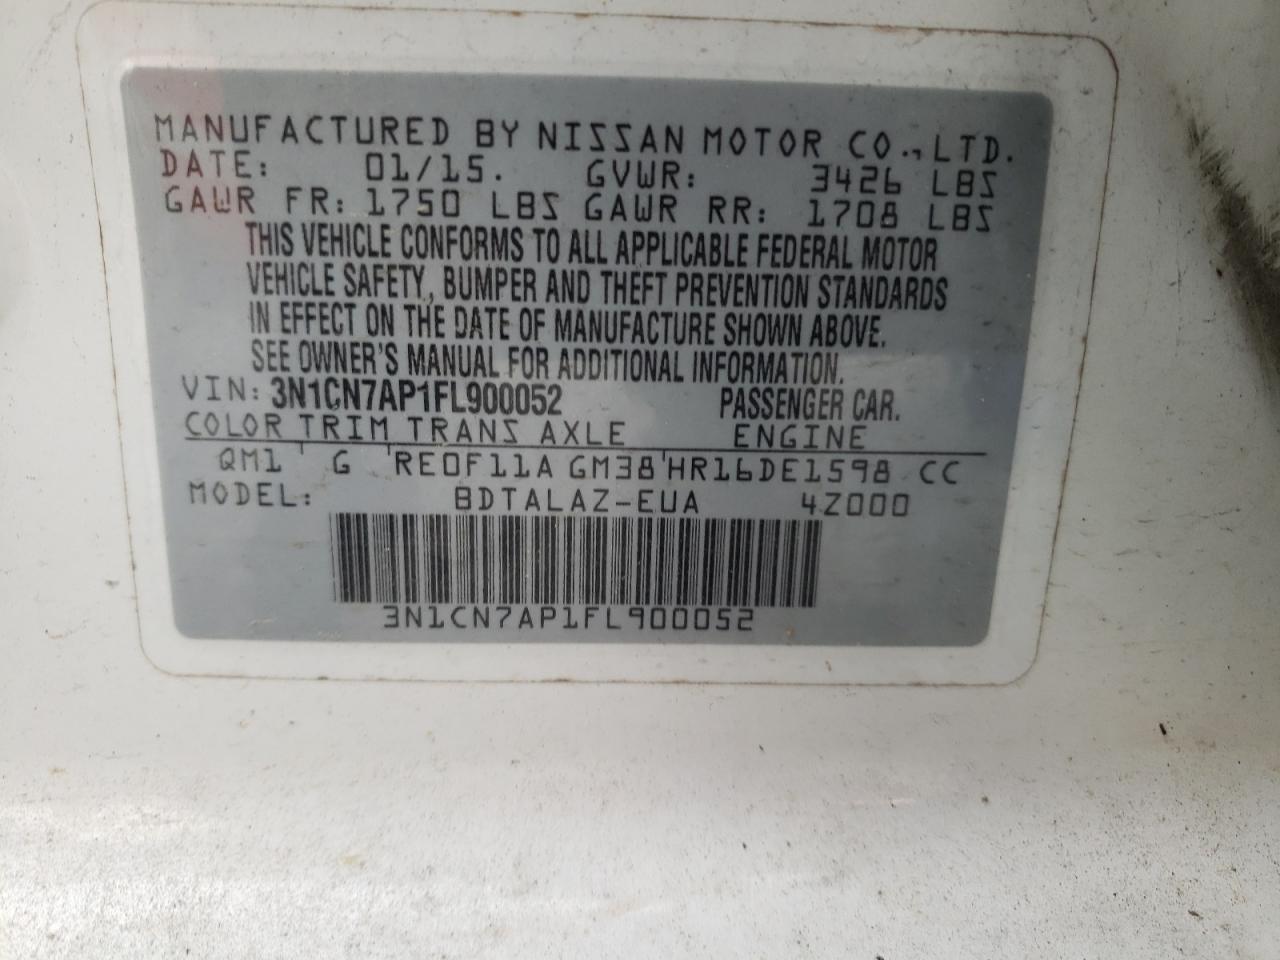 MANUFACTURED BY NISSAN MOTOR CO., LTD.
DATE: 01/15. GVWR: 3426 LBS
GAWR FR: 1750 LBS GAWR RR: 1708 LBS
THIS VEHICLE CONFORMS TO ALL APPLICABLE FEDERAL MOTOR
VEHICLE SAFETY, BUMPER AND THEFT PREVENTION STANDARDS
IN EFFECT ON THE DATE OF MANUFACTURE SHOWN ABOVE.
SEE OWNER'S MANUAL FOR ADDITIONAL INFORMATION.
VIN: 3N1CN7AP1FL900052 PASSENGER CAR.
COLOR TRIM TRANS AXLE ENGINE
QM1 ' G ' RE0F11A GM38 ' HR16DE1598 CC
MODEL: BDTALAZ-EUA 4Z000
3N1CN7AP1FL900052